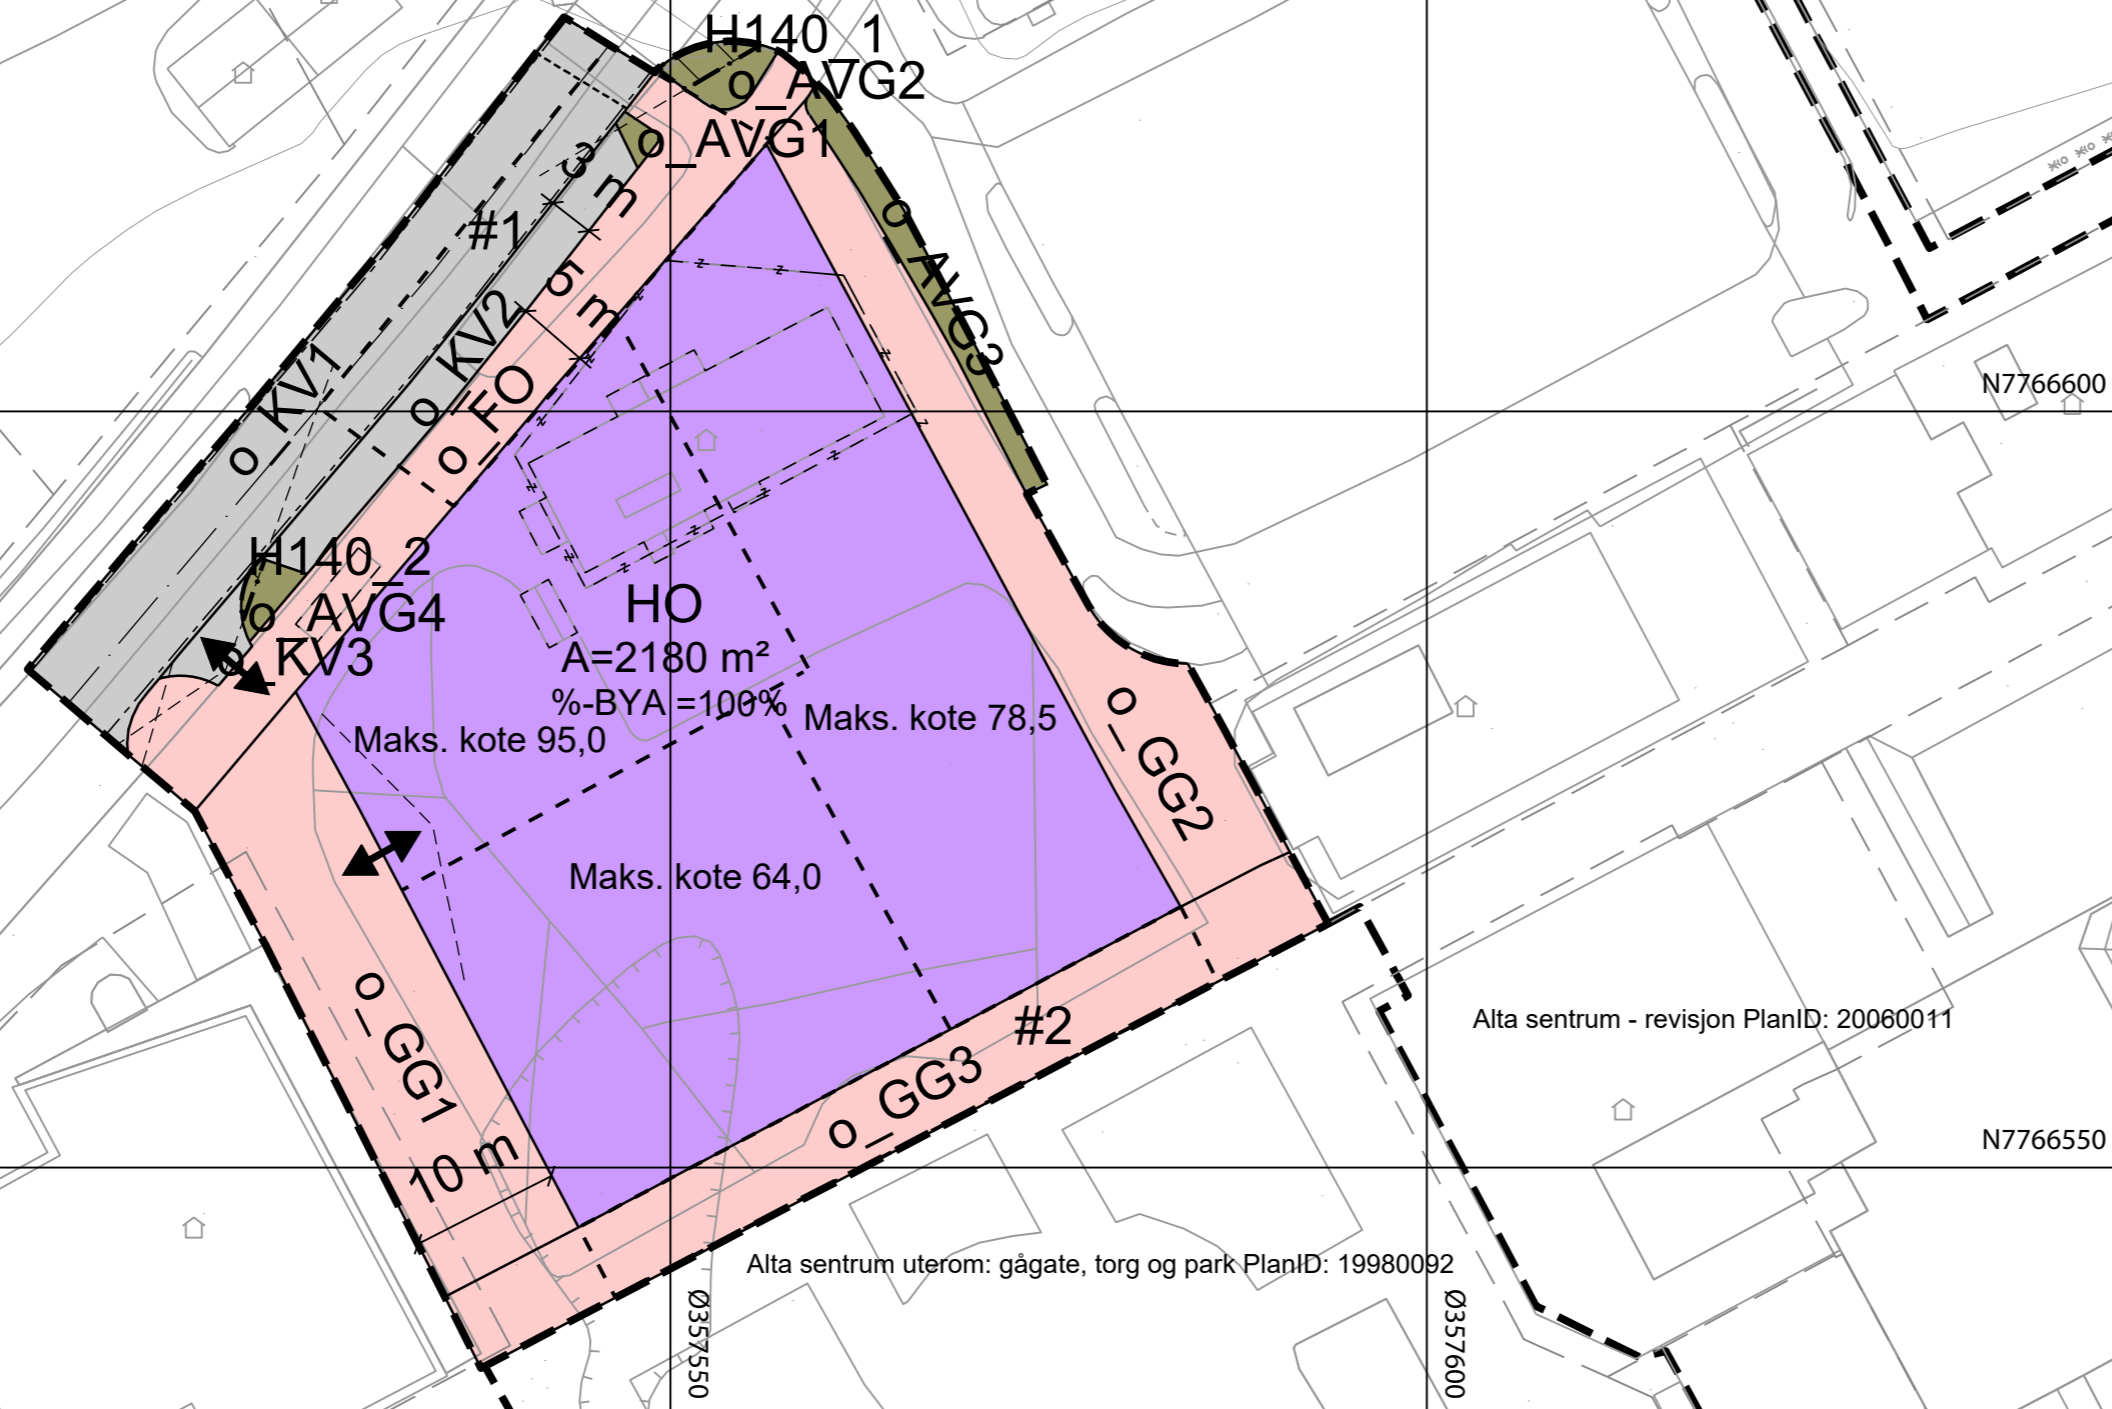 H140_1
o_AVG2
o_AVG1
3 m
#1
o_AVG3
5 m
o_KV2
o_KV1
o_FO
N7766600
H140_2
o_AVG4
o_KV3
HO
A=2180 m²
%-BYA =100%
Maks. kote 95,0
Maks. kote 78,5
o_GG2
Maks. kote 64,0
o_GG1
#2
Alta sentrum - revisjon PlanID: 20060011
o_GG3
10 m
N7766550
Alta sentrum uterom: gågate, torg og park PlanID: 19980092
Ø357550
Ø357600